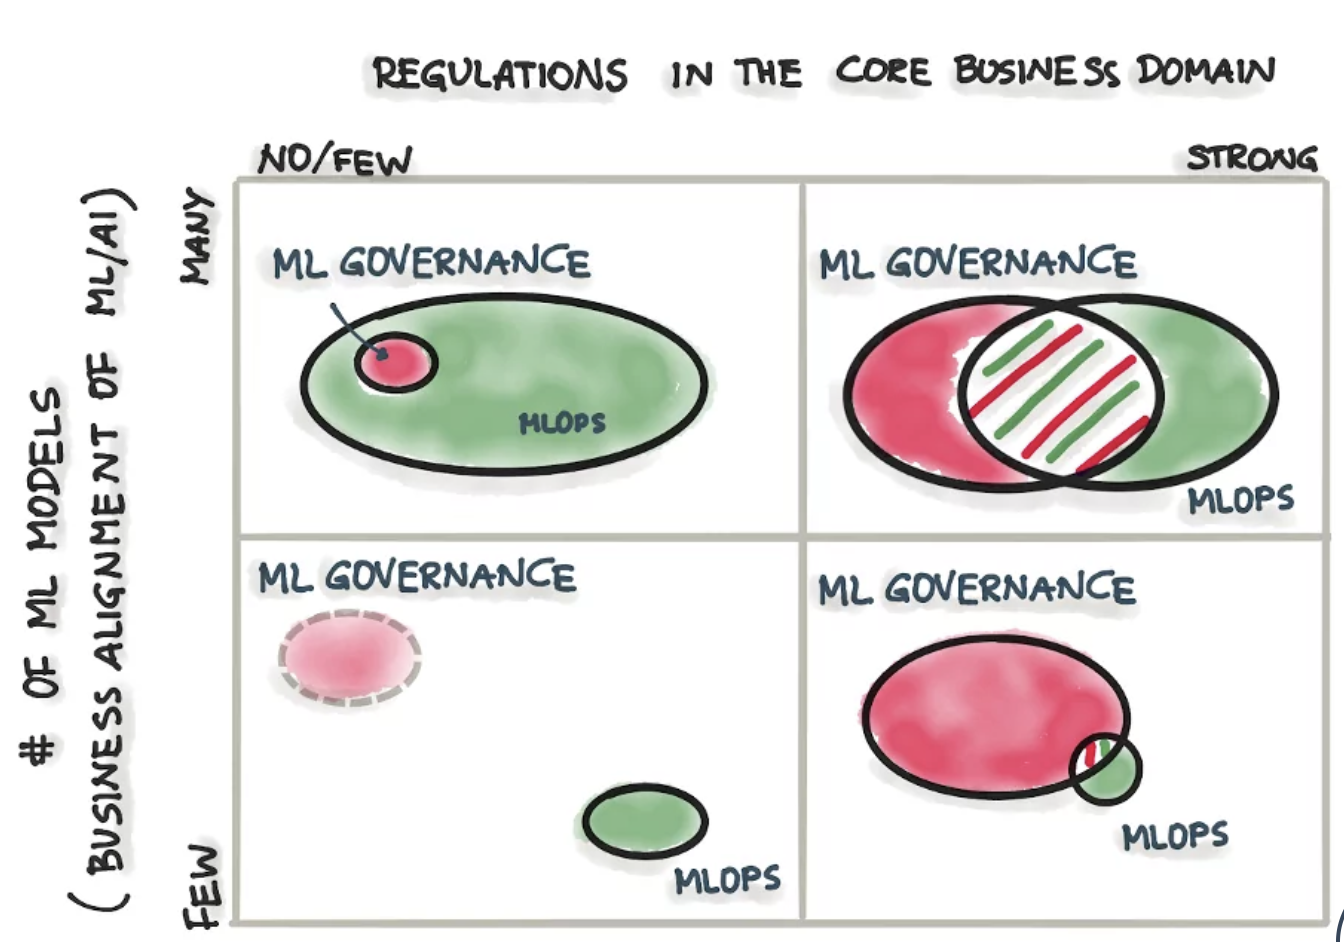 REGULATIONS IN THE CORE BUSINESS DOMAIN
NO/FEW
STRONG
# OF ML MODELS
(BUSINESS ALIGNMENT OF ML/AI)
MANY
FEW
ML GOVERNANCE
MLOPS
ML GOVERNANCE
MLOPS
ML GOVERNANCE
MLOPS
ML GOVERNANCE
MLOPS